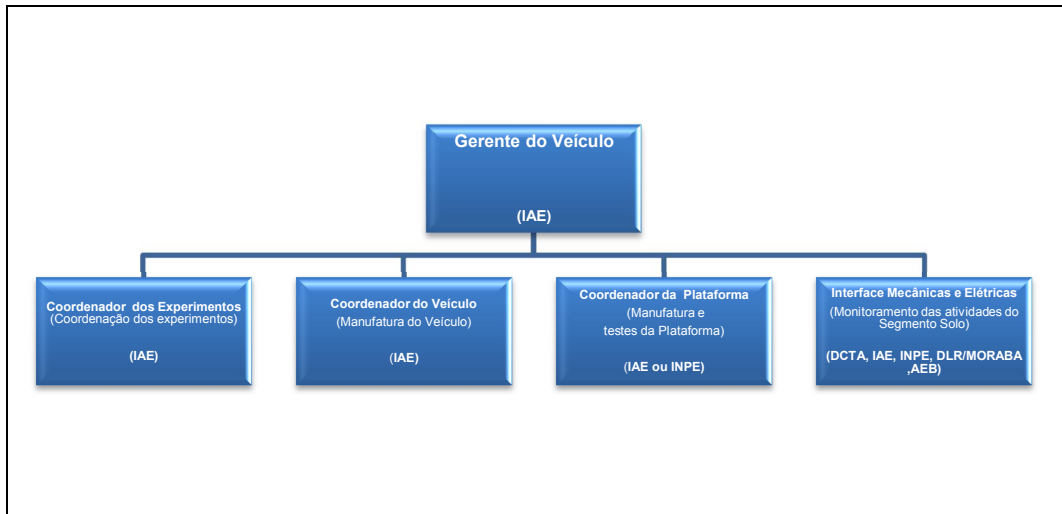 Gerente do Veículo
(IAE)
Coordenador dos Experimentos
(Coordenação dos experimentos)
(IAE)
Coordenador do Veículo
(Manufatura do Veículo)
(IAE)
Coordenador da Plataforma
(Manufatura e
testes da Plataforma)
(IAE ou INPE)
Interface Mecânicas e Elétricas
(Monitoramento das atividades do
Segmento Solo)
(DCTA, IAE, INPE, DLR/MORABA
,AEB)